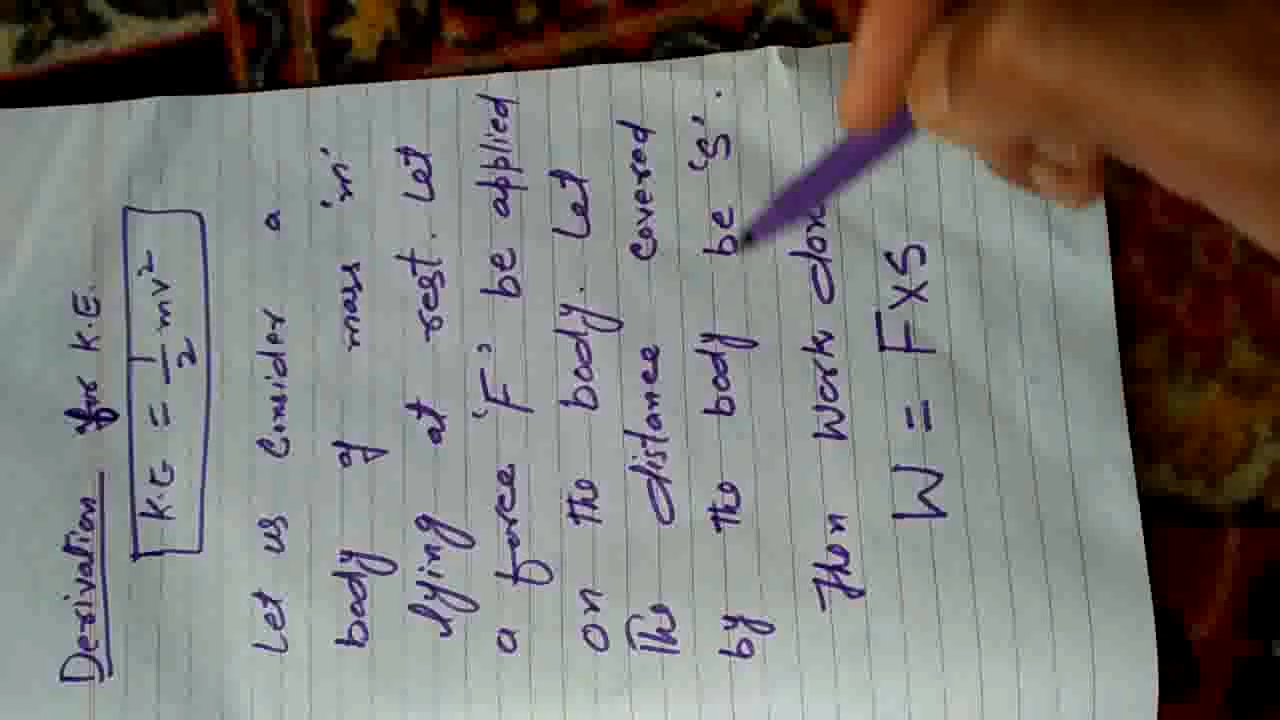 Derivation for K.E.
K.E = 1/2 mv²
Let us Consider a
body of mass 'm'
lying at rest. Let
a force 'F' be applied
on the body. Let
The distance covered
by the body be 's'.
Then Work done
W = F×S